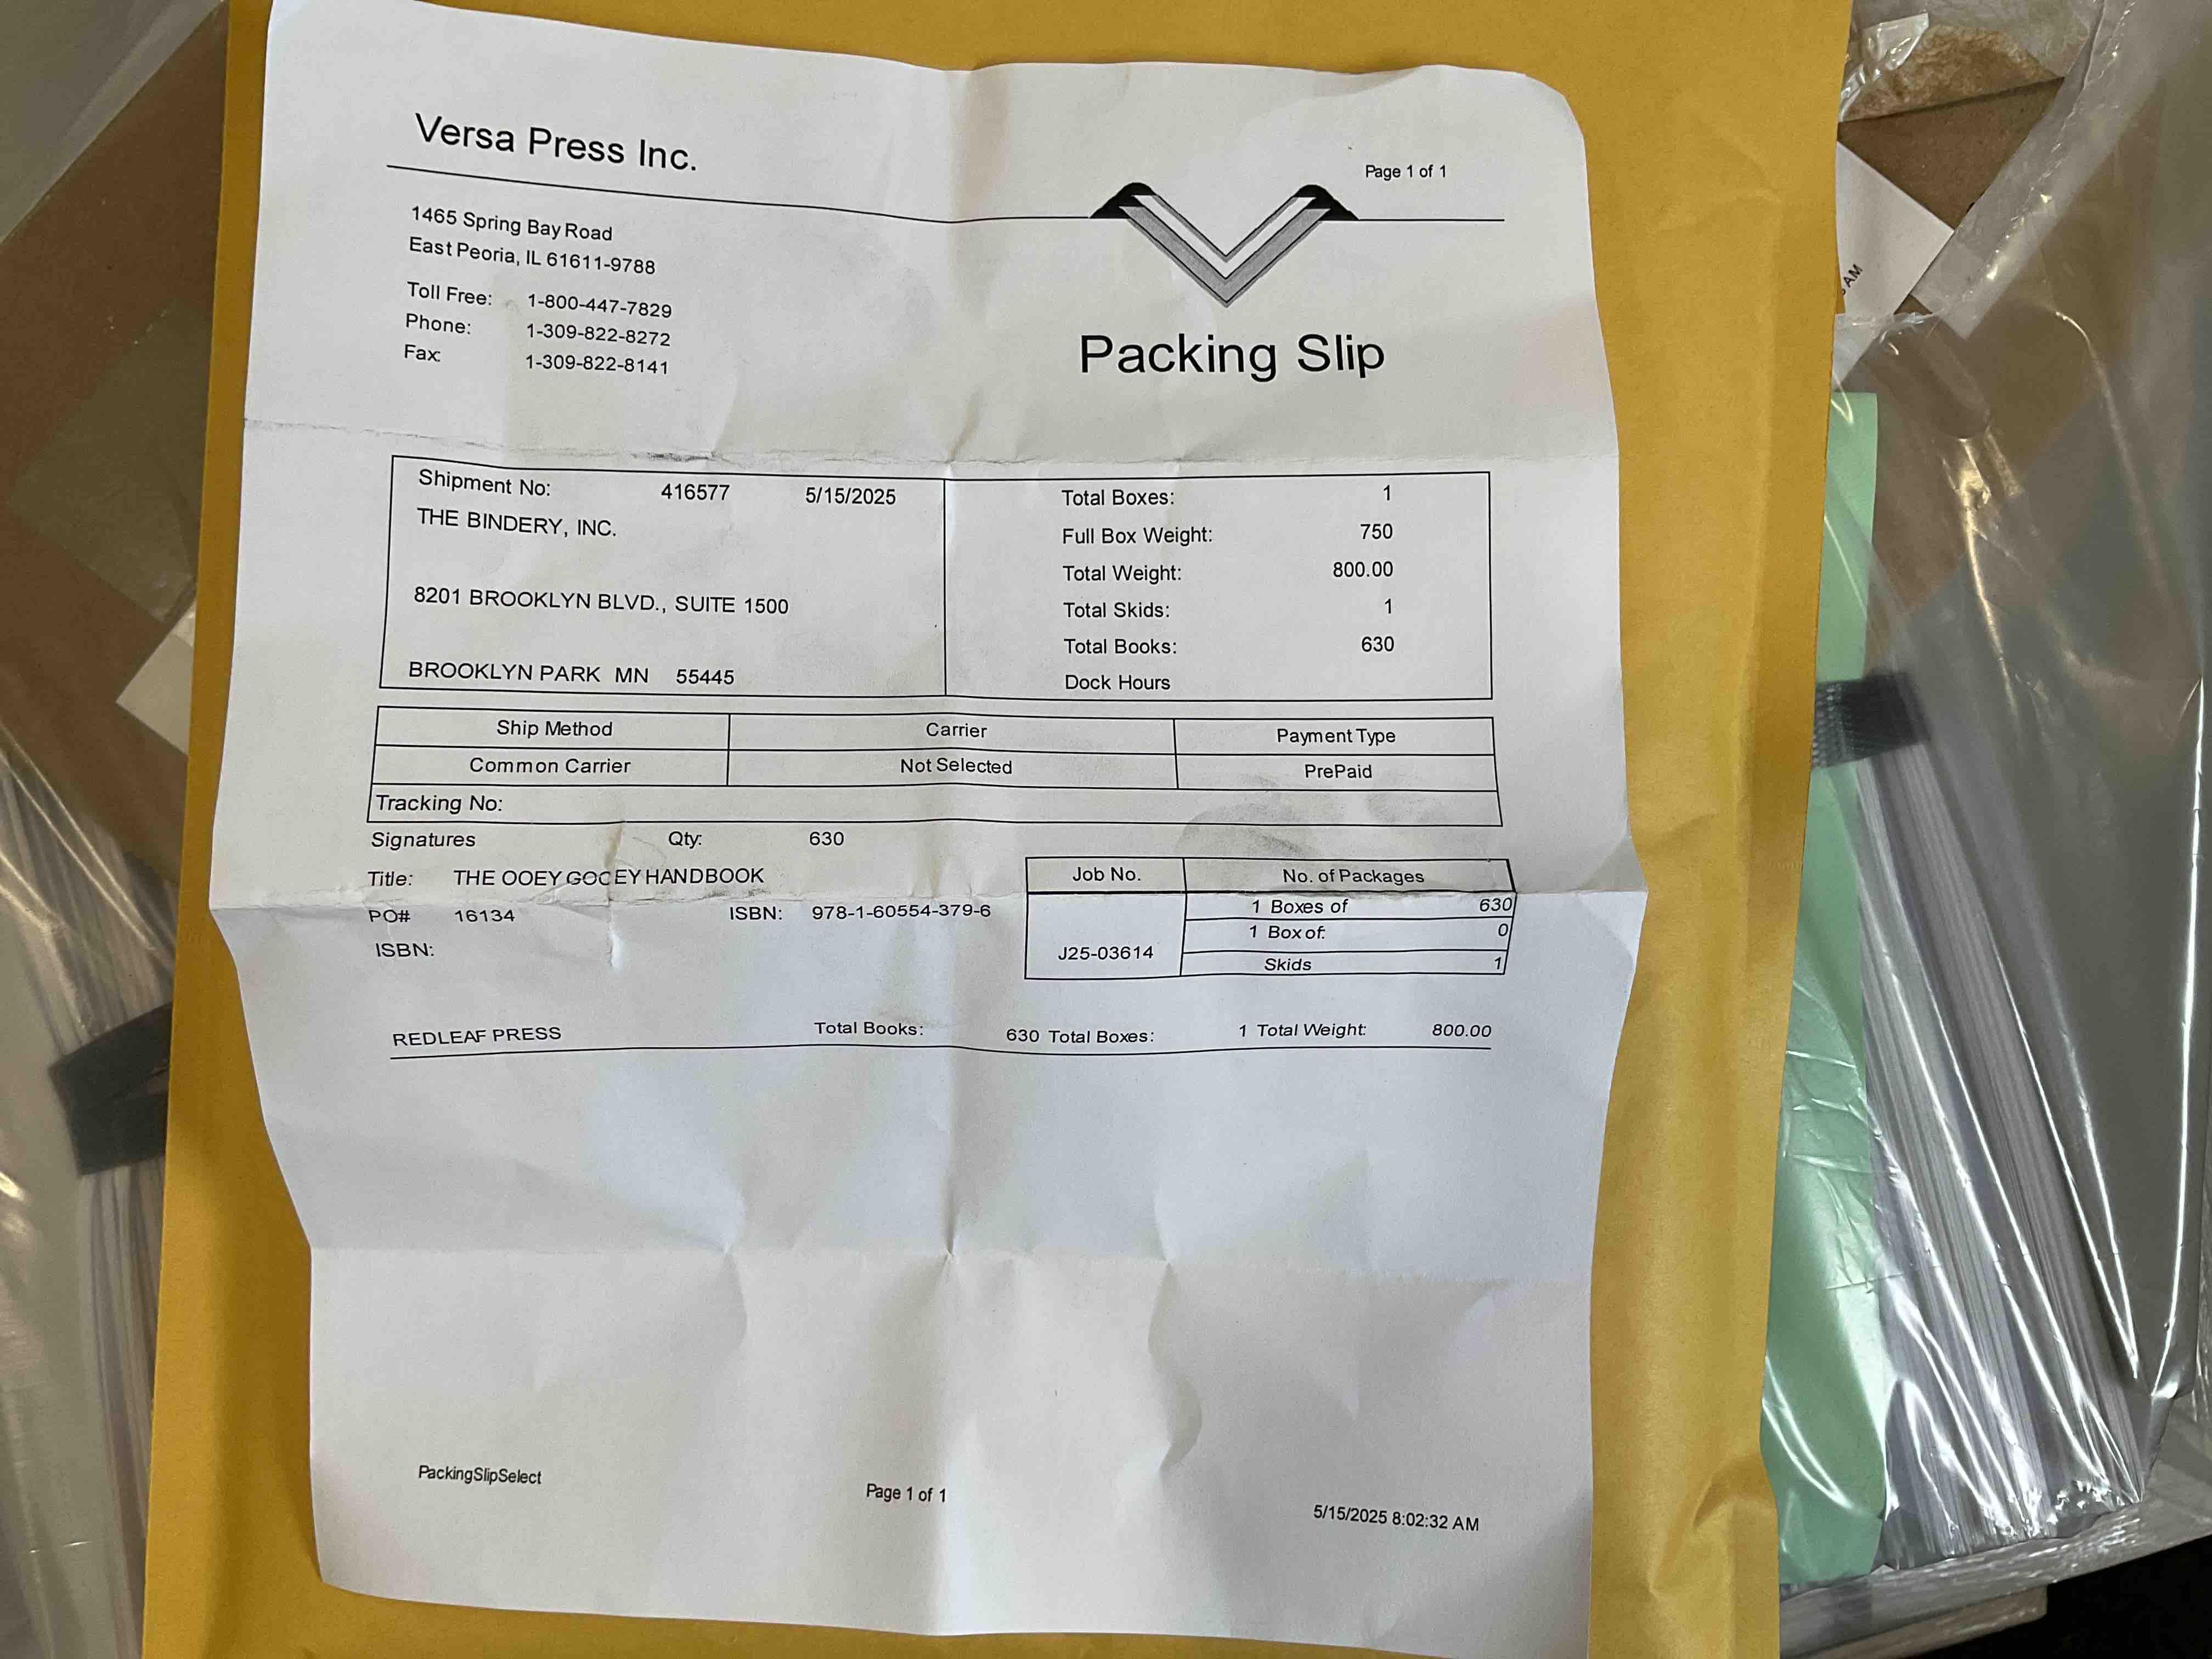 Versa Press Inc.
Page 1 of 1
1465 Spring Bay Road
East Peoria, IL 61611-9788
Toll Free: 1-800-447-7829
Phone: 1-309-822-8272
Fax: 1-309-822-8141
Packing Slip
Shipment No: 416577 5/15/2025
THE BINDERY, INC.
8201 BROOKLYN BLVD., SUITE 1500
BROOKLYN PARK MN 55445
Total Boxes: 1
Full Box Weight: 750
Total Weight: 800.00
Total Skids: 1
Total Books: 630
Dock Hours
Ship Method Carrier Payment Type
Common Carrier Not Selected PrePaid
Tracking No:
Signatures Qty: 630
Title: THE OOEY GOOEY HANDBOOK
PO# 16134 ISBN: 978-1-60554-379-6
ISBN:
Job No. No. of Packages
J25-03614
1 Boxes of 630
1 Box of: 0
Skids 1
REDLEAF PRESS Total Books: 630 Total Boxes: 1 Total Weight: 800.00
PackingSlipSelect
Page 1 of 1
5/15/2025 8:02:32 AM
AM